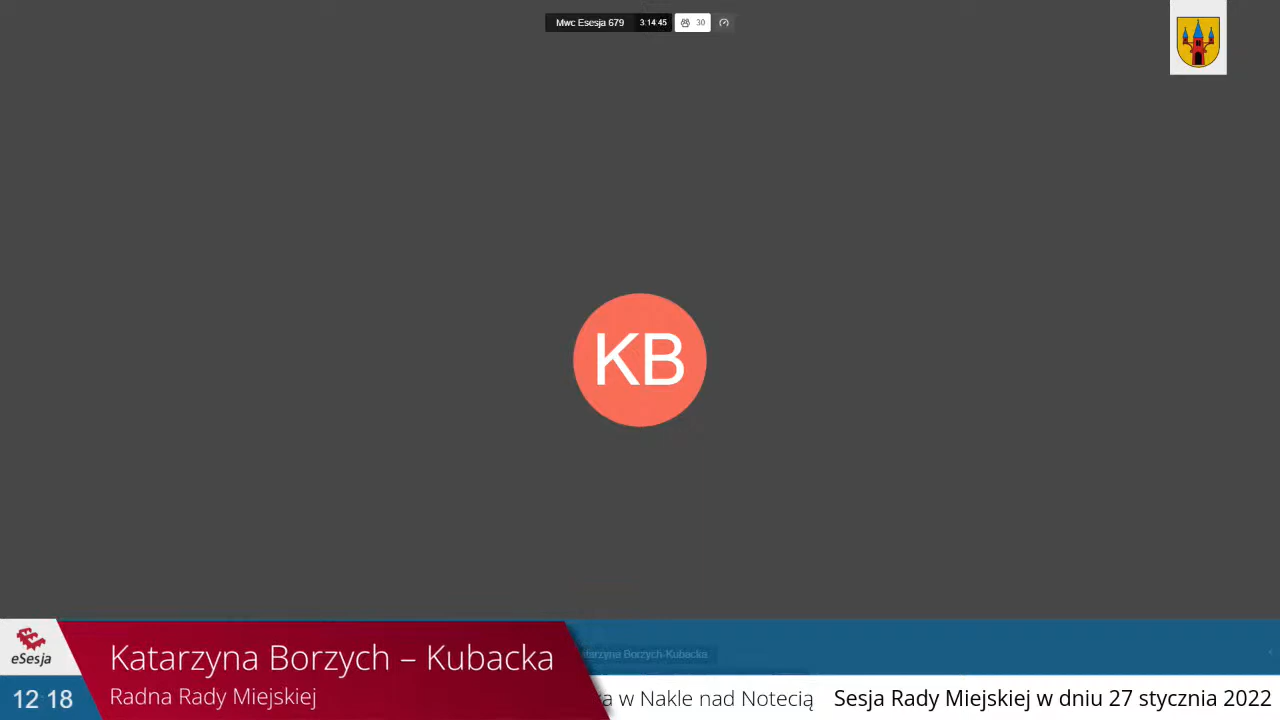 Mwc Esesja 679 3:14:45 30
KB
Katarzyna Borzych – Kubacka
Radna Rady Miejskiej
Borzych-Kubacka
eSesja
12 18
w Nakle nad Notecią Sesja Rady Miejskiej w dniu 27 stycznia 2022